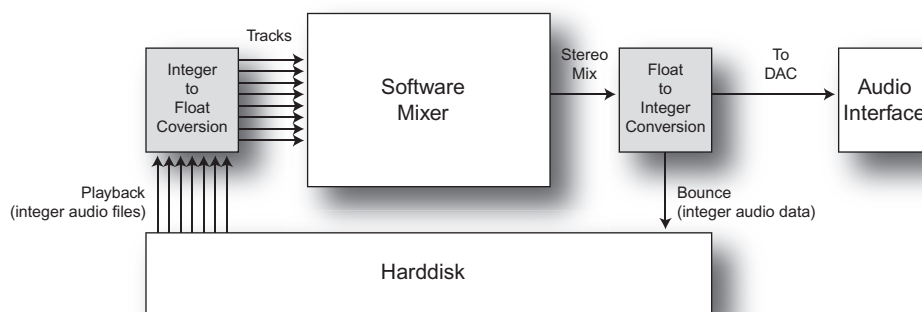 Tracks
Integer
to
Float
Coversion
Software
Mixer
Stereo
Mix
Float
to
Integer
Conversion
To
DAC
Audio
Interface
Playback
(integer audio files)
Bounce
(integer audio data)
Harddisk